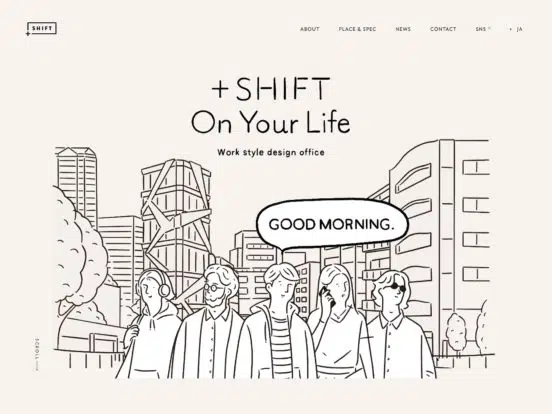 SHIFT
ABOUT
PLACE & SPEC
NEWS
CONTACT
SNS
JA
+SHIFT
On Your Life
Work style design office
GOOD MORNING.
SCROLL